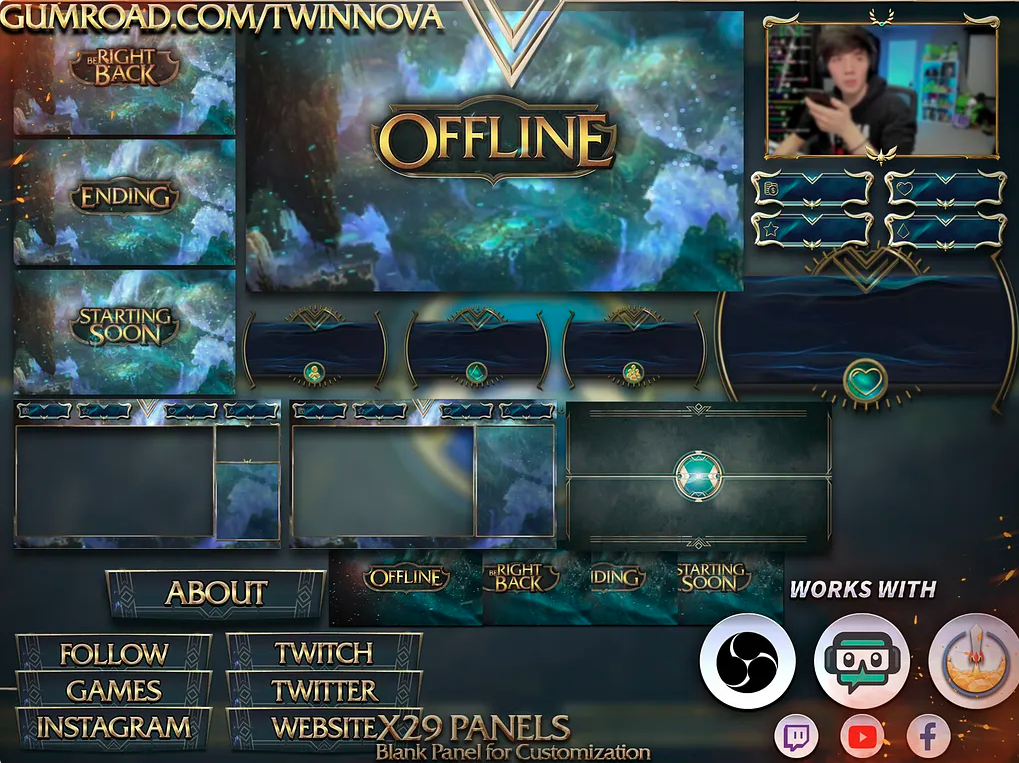 GUMROAD.COM/TWINNOVA
BE RIGHT
BACK
OFFLINE
ENDING
STARTING
SOON
ABOUT
OFFLINE
BE RIGHT
BACK
IDING
STARTING
SOON
WORKS WITH
FOLLOW
TWITCH
GAMES
TWITTER
INSTAGRAM
WEBSITE
X29 PANELS
Blank Panel for Customization